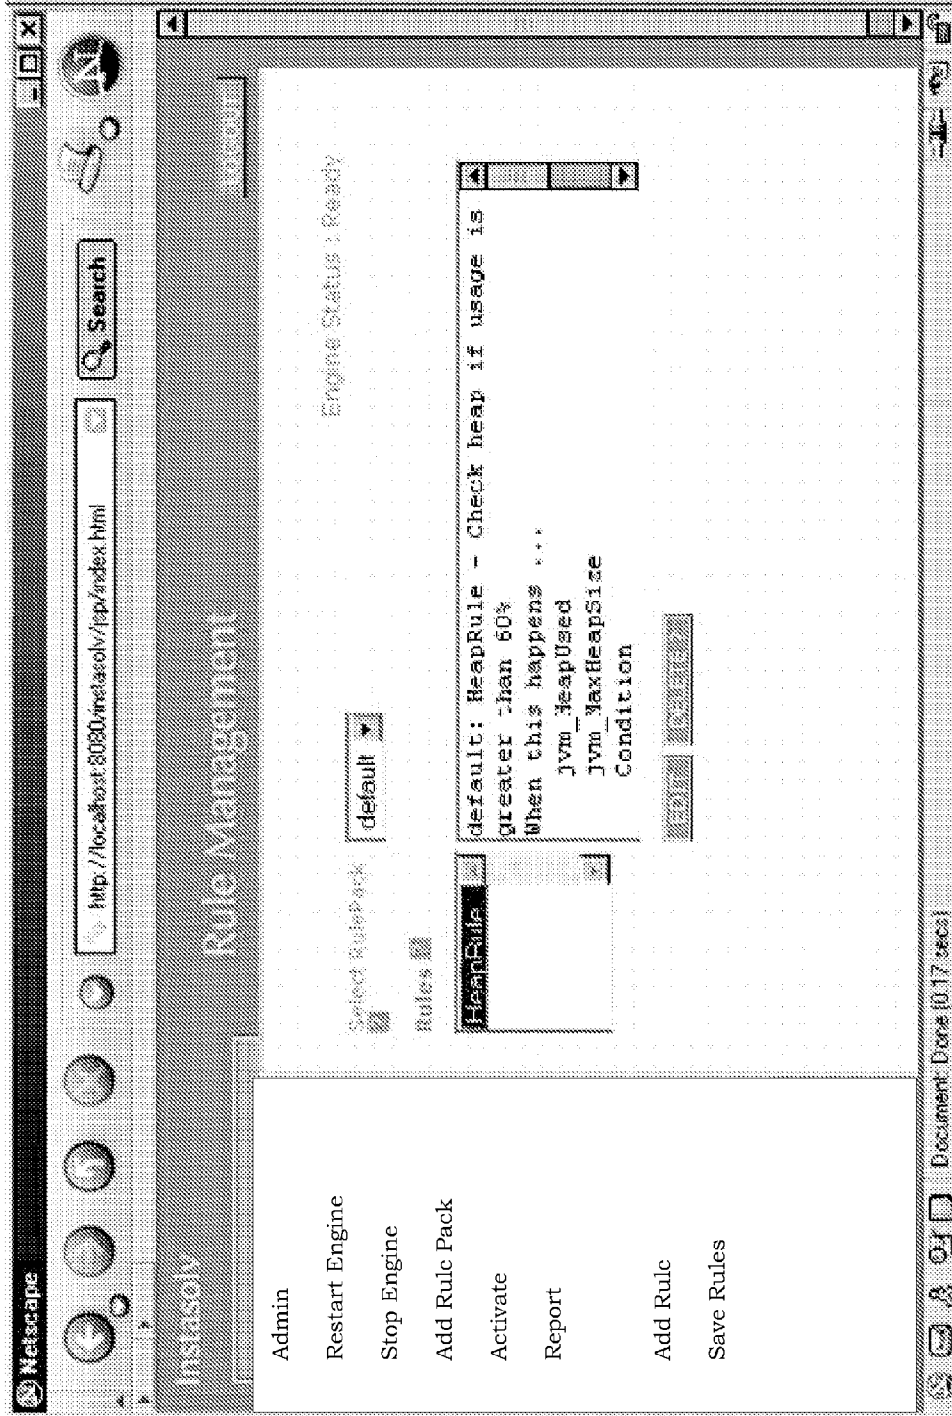 Netscape
http://localhost:8080/instasolv/jsp/index.html
Search
Instasolv
Rule Management
Admin
Restart Engine
Stop Engine
Add Rule Pack
Activate
Report
Add Rule
Save Rules
Engine Status : Ready
Select RulePack
default
Rules
HeapRule
default: HeapRule - Check heap if usage is
greater than 60%
When this happens ...
jvm_HeapUsed
jvm_MaxHeapSize
Condition
Document: Done (0.17 secs)